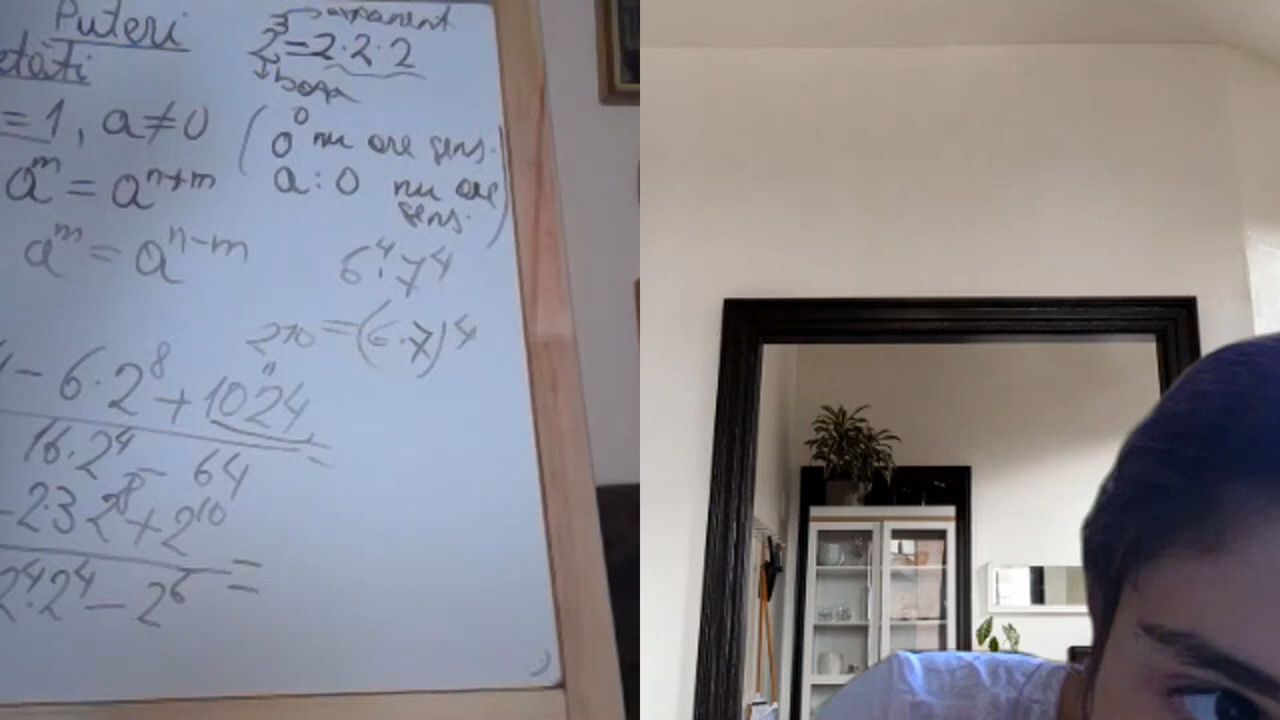 Puteri
etăți
2³ = 2·2·2
exponent
= 1, a ≠ 0
(0⁰ nu are sens.
a : 0 nu are sens.)
aᵐ = aⁿ⁺ᵐ
aᵐ = aⁿ⁻ᵐ
6⁴·7⁴
= (6·7)⁴
2¹⁰
- 6·2⁸ + 1024
=
16·2⁴ - 64
- 2·3 2⁸ + 2¹⁰
=
2⁴·2⁴ - 2⁶